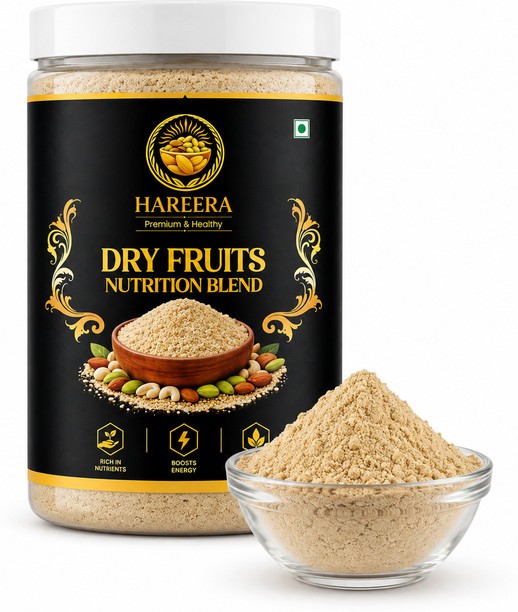 HAREERA
Premium & Healthy
DRY FRUITS
NUTRITION BLEND
RICH IN
NUTRIENTS
BOOSTS
ENERGY